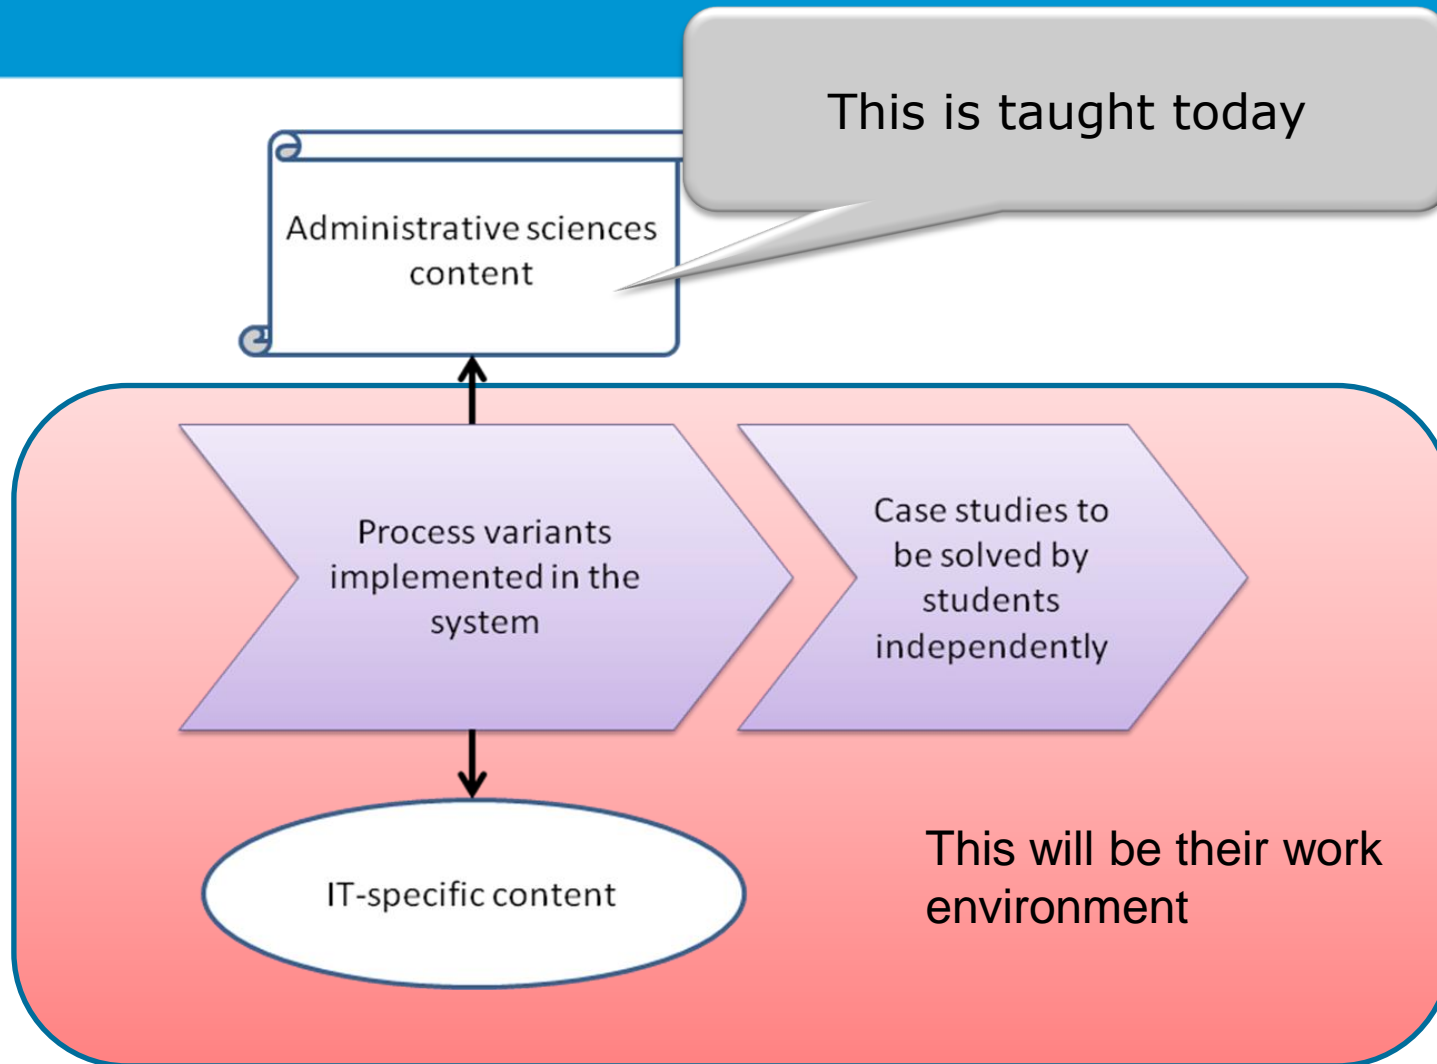 This is taught today
Administrative sciences
content
Process variants
implemented in the
system
Case studies to
be solved by
students
independently
IT-specific content
This will be their work
environment